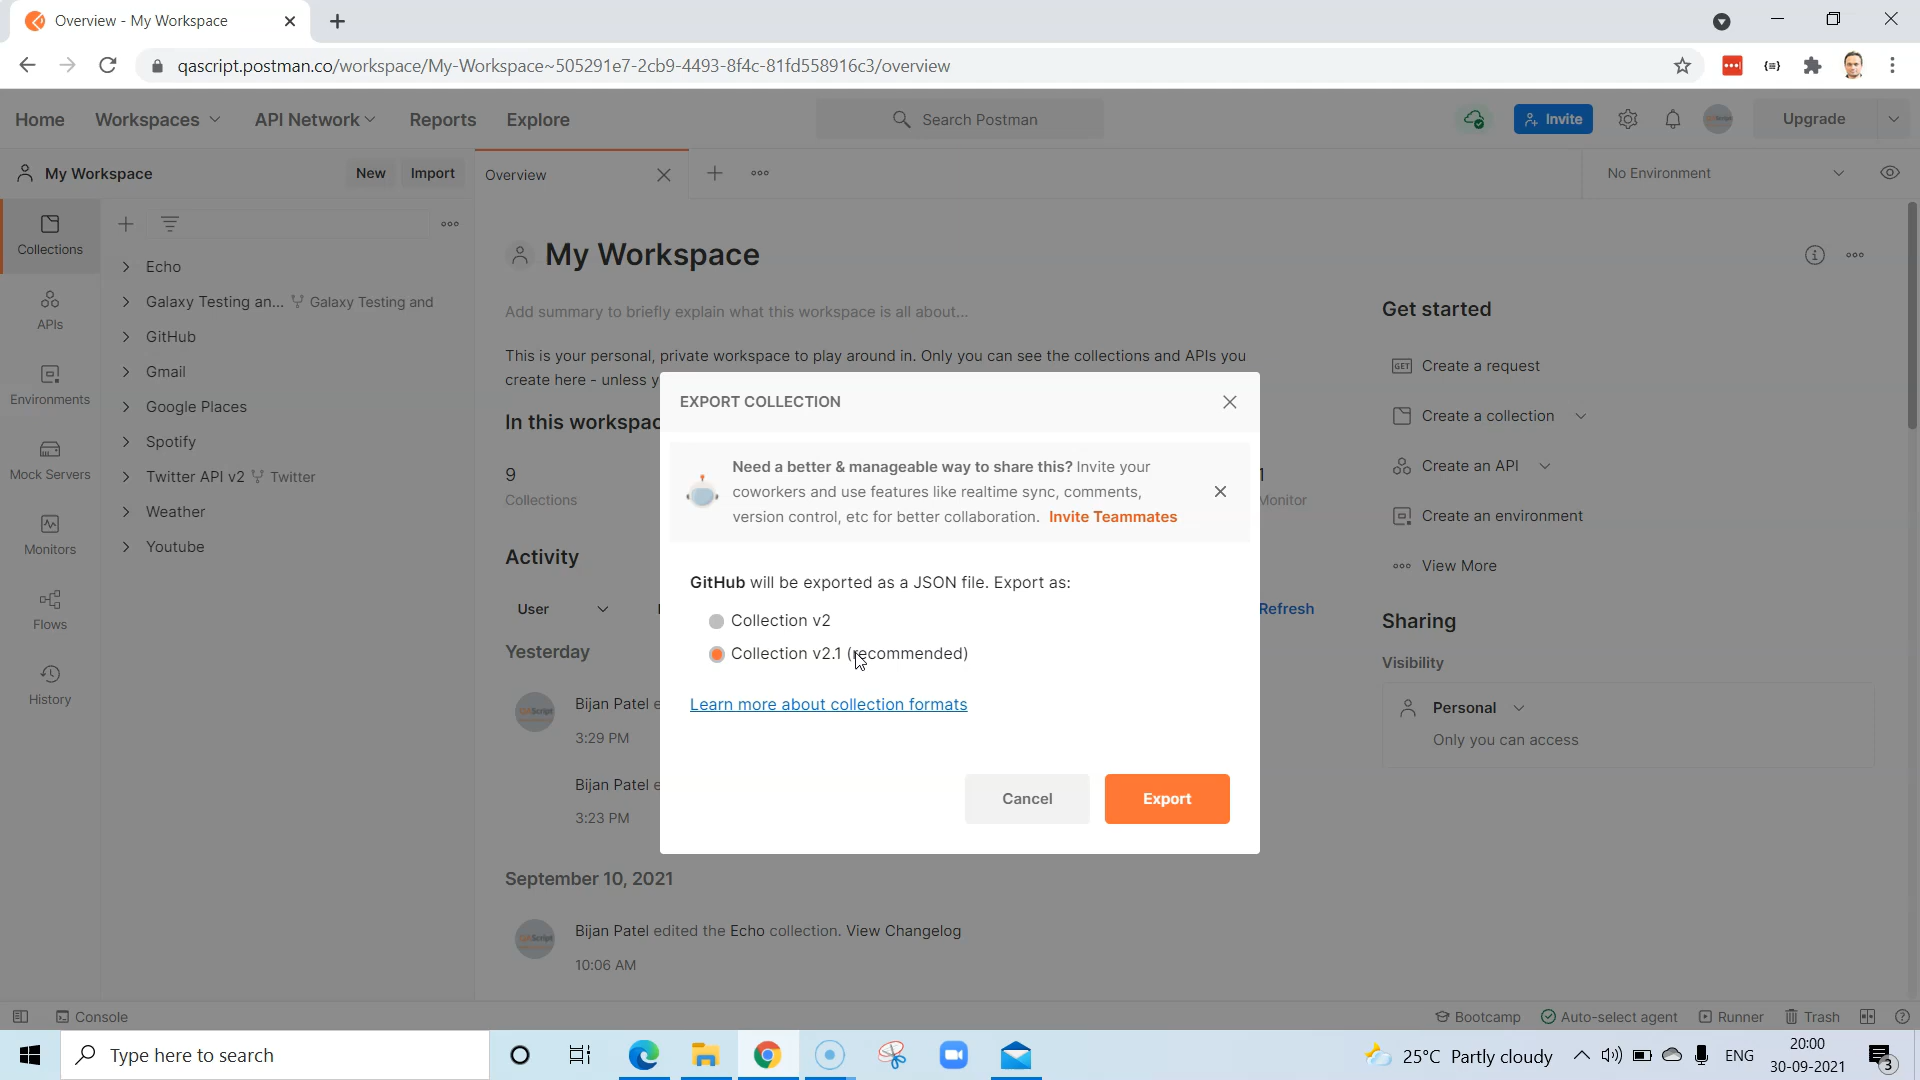 Overview - My Workspace
qascript.postman.co/workspace/My-Workspace~505291e7-2cb9-4493-8f4c-81fd558916c3/overview
Home Workspaces API Network Reports Explore Search Postman Invite Upgrade
My Workspace New Import Overview No Environment
Collections
APIs
Environments
Mock Servers
Monitors
Flows
History
Echo
Galaxy Testing an... Galaxy Testing and
GitHub
Gmail
Google Places
Spotify
Twitter API v2 Twitter
Weather
Youtube
My Workspace
Add summary to briefly explain what this workspace is all about...
This is your personal, private workspace to play around in. Only you can see the collections and APIs you
create here - unless y
In this workspac
9
Collections
1
Monitor
Activity
User
Refresh
Yesterday
Bijan Patel e
3:29 PM
Bijan Patel e
3:23 PM
September 10, 2021
Bijan Patel edited the Echo collection. View Changelog
10:06 AM
EXPORT COLLECTION
Need a better & manageable way to share this? Invite your
coworkers and use features like realtime sync, comments,
version control, etc for better collaboration. Invite Teammates
GitHub will be exported as a JSON file. Export as:
Collection v2
Collection v2.1 (recommended)
Learn more about collection formats
Cancel Export
Get started
GET Create a request
Create a collection
Create an API
Create an environment
View More
Sharing
Visibility
Personal
Only you can access
Console Bootcamp Auto-select agent Runner Trash
Type here to search
25°C Partly cloudy
ENG
20:00
30-09-2021
3